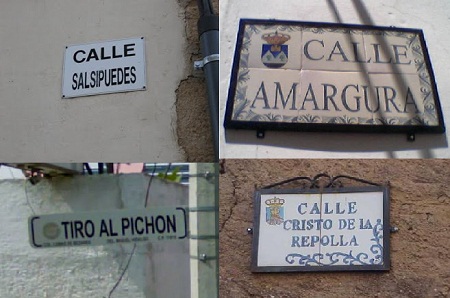 CALLE
SALSIPUEDES
CALLE
AMARGURA
TIRO AL PICHON
CALLE
CRISTO DE LA
REPOLLA